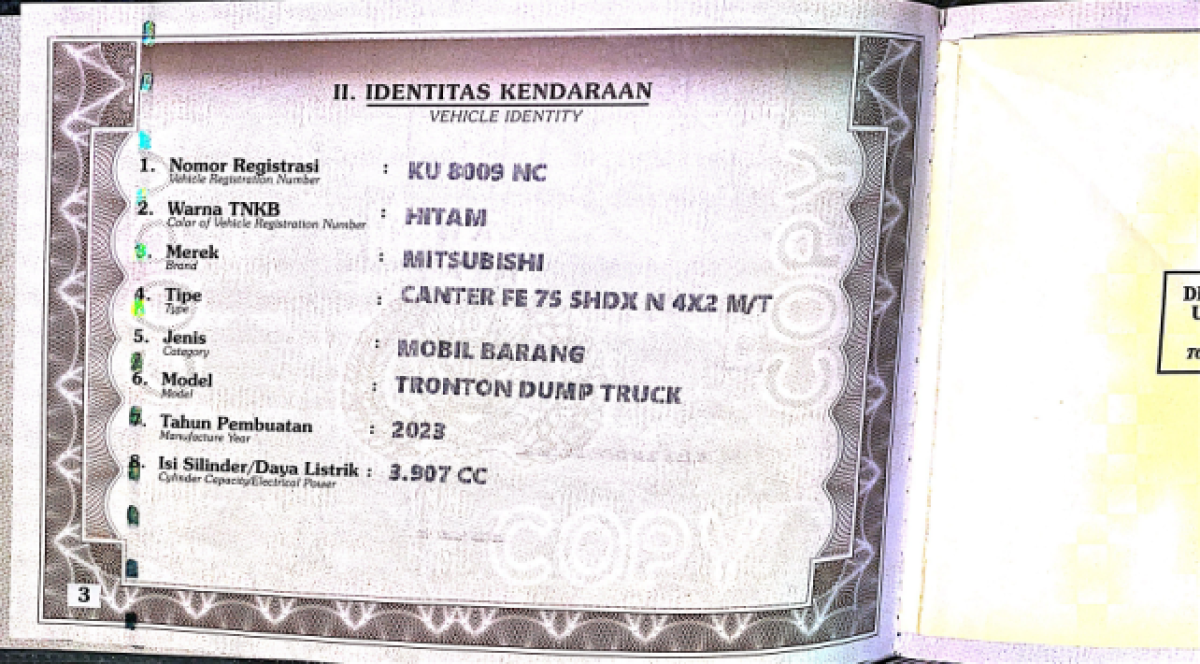 II. IDENTITAS KENDARAAN
VEHICLE IDENTITY
1. Nomor Registrasi : KU 8009 NC
Vehicle Registration Number
2. Warna TNKB : HITAM
Color of Vehicle Registration Number
3. Merek : MITSUBISHI
Brand
4. Tipe : CANTER FE 75 SHDX N 4X2 M/T
Type
5. Jenis : MOBIL BARANG
Category
6. Model : TRONTON DUMP TRUCK
Model
7. Tahun Pembuatan : 2023
Manufacture Year
8. Isi Silinder/Daya Listrik : 3.907 CC
Cylinder Capacity/Electrical Power
COPY
COPY
3